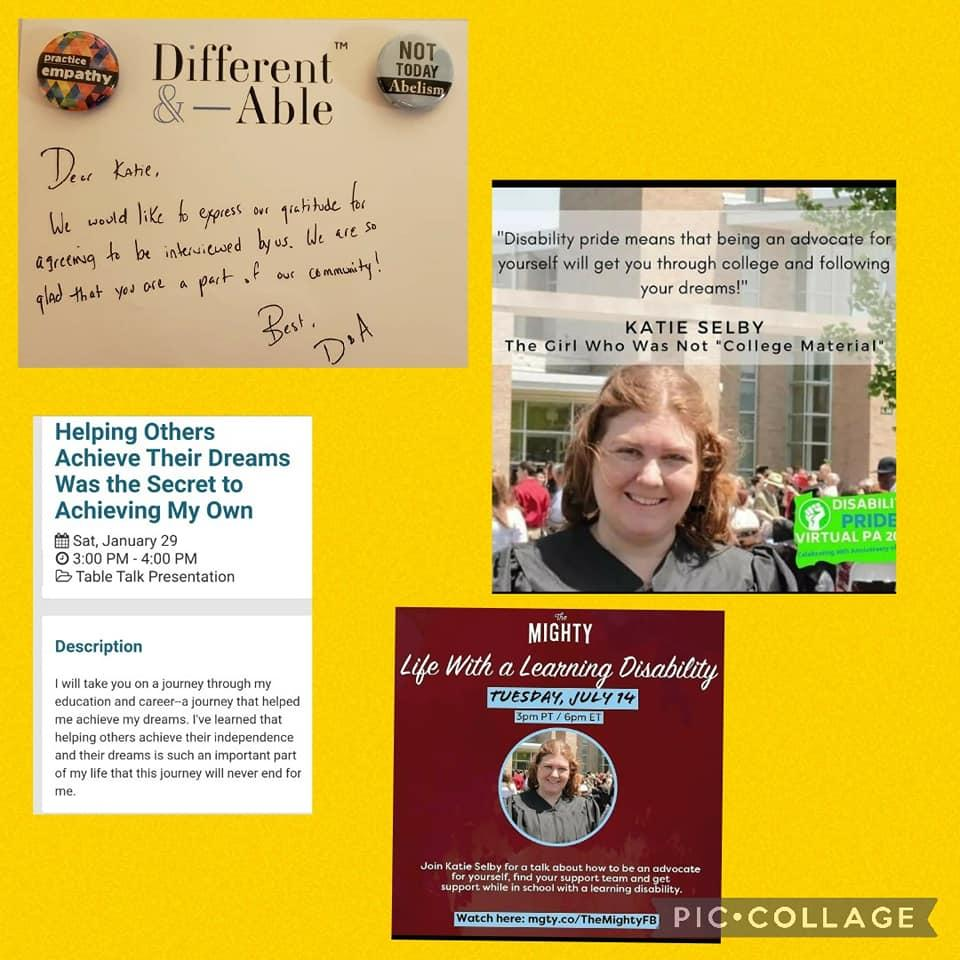 practice
empathy
Different™
& — Able
NOT
TODAY
Abelism
Dear Katie,
We would like to express our gratitude for
agreeing to be interviewed by us. We are so
glad that you are a part of our community!
Best,
D&A
"Disability pride means that being an advocate for
yourself will get you through college and following
your dreams!"
KATIE SELBY
The Girl Who Was Not "College Material"
DISABILI
PRIDE
VIRTUAL PA 20
Celebrating 30th Anniversary of
Helping Others
Achieve Their Dreams
Was the Secret to
Achieving My Own
Sat, January 29
3:00 PM - 4:00 PM
Table Talk Presentation
Description
I will take you on a journey through my
education and career--a journey that helped
me achieve my dreams. I've learned that
helping others achieve their independence
and their dreams is such an important part
of my life that this journey will never end for
me.
The
MIGHTY
Life With a Learning Disability
TUESDAY, JULY 14
3pm PT / 6pm ET
Join Katie Selby for a talk about how to be an advocate
for yourself, find your support team and get
support while in school with a learning disability.
Watch here: mgty.co/TheMightyFB
PIC•COLLAGE